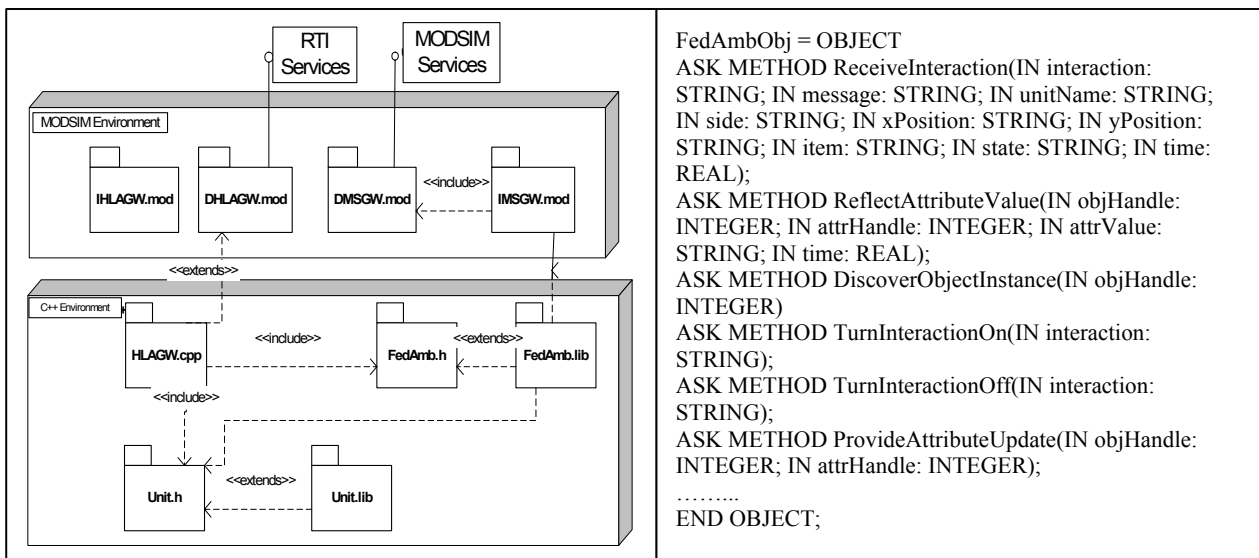 RTI
Services
MODSIM
Services
MODSIM Environment
IHLAGW.mod
DHLAGW.mod
DMSGW.mod
<<include>>
IMSGW.mod
<<extends>>
C++ Environment
HLAGW.cpp
<<include>>
FedAmb.h
<<extends>>
FedAmb.lib
<<include>>
Unit.h
<<extends>>
Unit.lib
FedAmbObj = OBJECT
ASK METHOD ReceiveInteraction(IN interaction:
STRING; IN message: STRING; IN unitName: STRING;
IN side: STRING; IN xPosition: STRING; IN yPosition:
STRING; IN item: STRING; IN state: STRING; IN time:
REAL);
ASK METHOD ReflectAttributeValue(IN objHandle:
INTEGER; IN attrHandle: INTEGER; IN attrValue:
STRING; IN time: REAL);
ASK METHOD DiscoverObjectInstance(IN objHandle:
INTEGER)
ASK METHOD TurnInteractionOn(IN interaction:
STRING);
ASK METHOD TurnInteractionOff(IN interaction:
STRING);
ASK METHOD ProvideAttributeUpdate(IN objHandle:
INTEGER; IN attrHandle: INTEGER);
………...
END OBJECT;